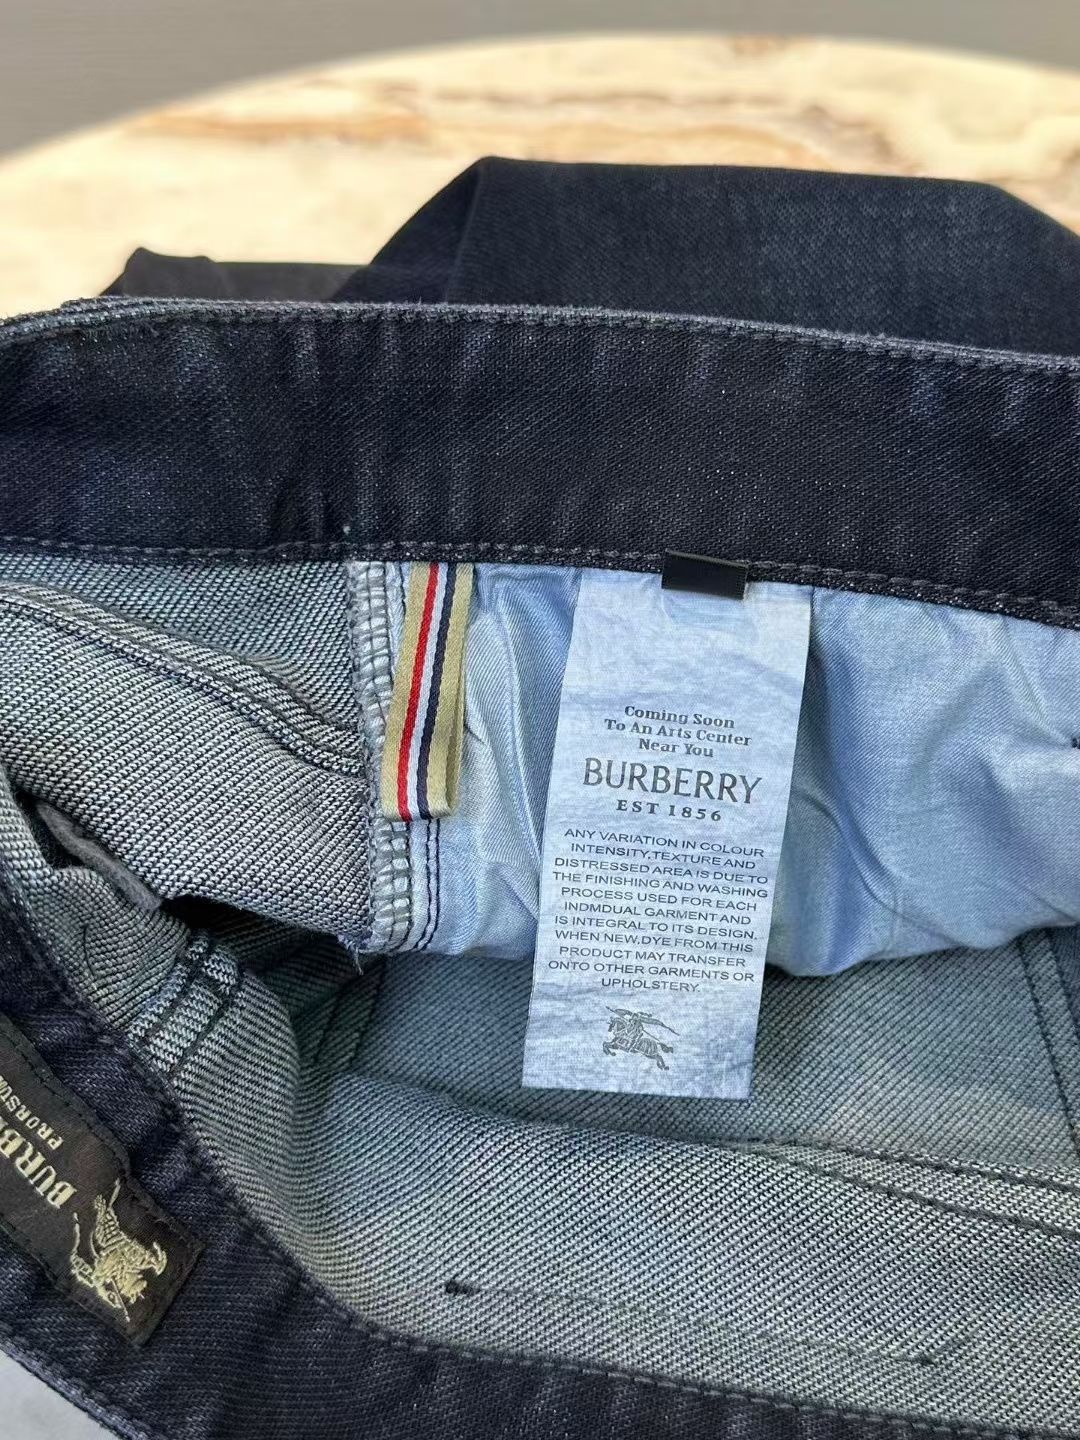 Coming Soon
To An Arts Center
Near You
BURBERRY
EST 1856
ANY VARIATION IN COLOUR
INTENSITY,TEXTURE AND
DISTRESSED AREA IS DUE TO
THE FINISHING AND WASHING
PROCESS USED FOR EACH
INDMDUAL GARMENT AND
IS INTEGRAL TO ITS DESIGN.
WHEN NEW.DYE FROM THIS
PRODUCT MAY TRANSFER
ONTO OTHER GARMENTS OR
UPHOLSTERY.